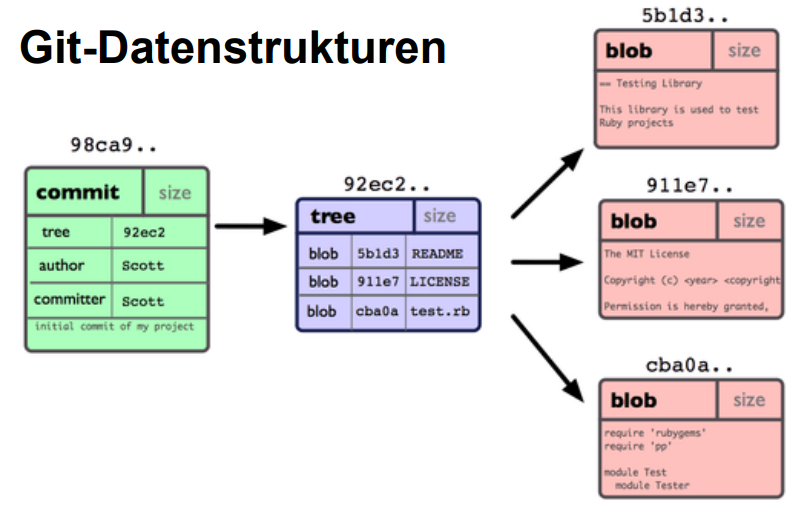 Git-Datenstrukturen
98ca9..
commit size
tree 92ec2
author Scott
committer Scott
initial commit of my project
92ec2..
tree size
blob 5b1d3 README
blob 911e7 LICENSE
blob cba0a test.rb
5b1d3..
blob size
== Testing Library
This library is used to test
Ruby projects
911e7..
blob size
The MIT License
Copyright (c) <year> <copyright
Permission is hereby granted,
cba0a..
blob size
require 'rubygems'
require 'pp'
module Test
module Tester